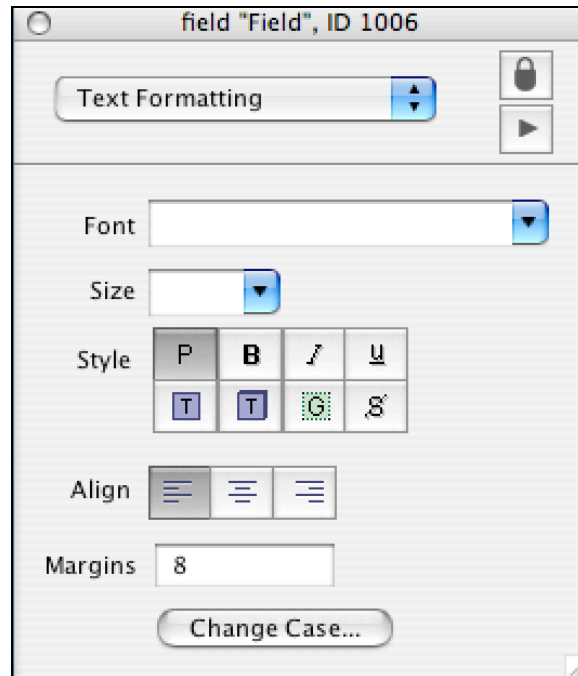 field "Field", ID 1006
Text Formatting
Font
Size
Style P B I U
T T G S
Align
Margins 8
Change Case...